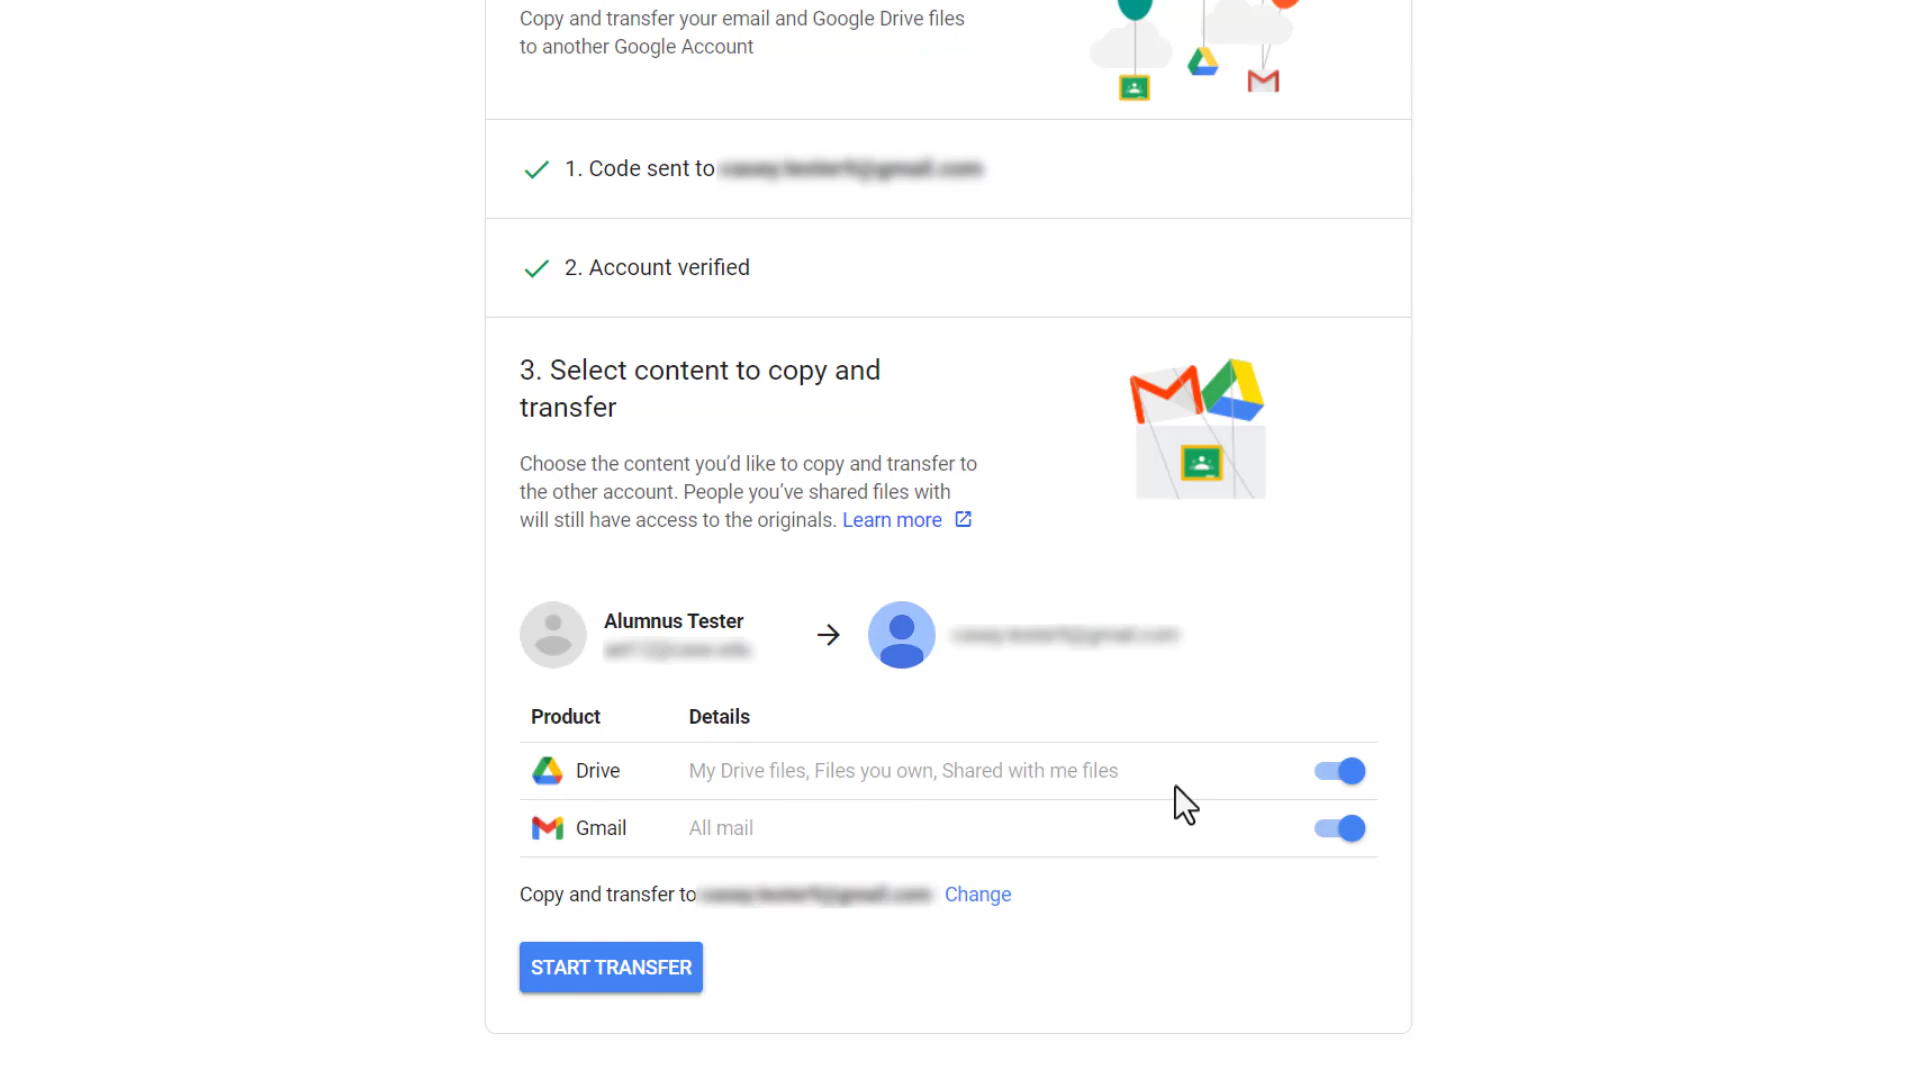 Copy and transfer your email and Google Drive files
to another Google Account
1. Code sent to
2. Account verified
3. Select content to copy and
transfer
Choose the content you’d like to copy and transfer to
the other account. People you’ve shared files with
will still have access to the originals. Learn more
Alumnus Tester
Product Details
Drive My Drive files, Files you own, Shared with me files
Gmail All mail
Copy and transfer to Change
START TRANSFER